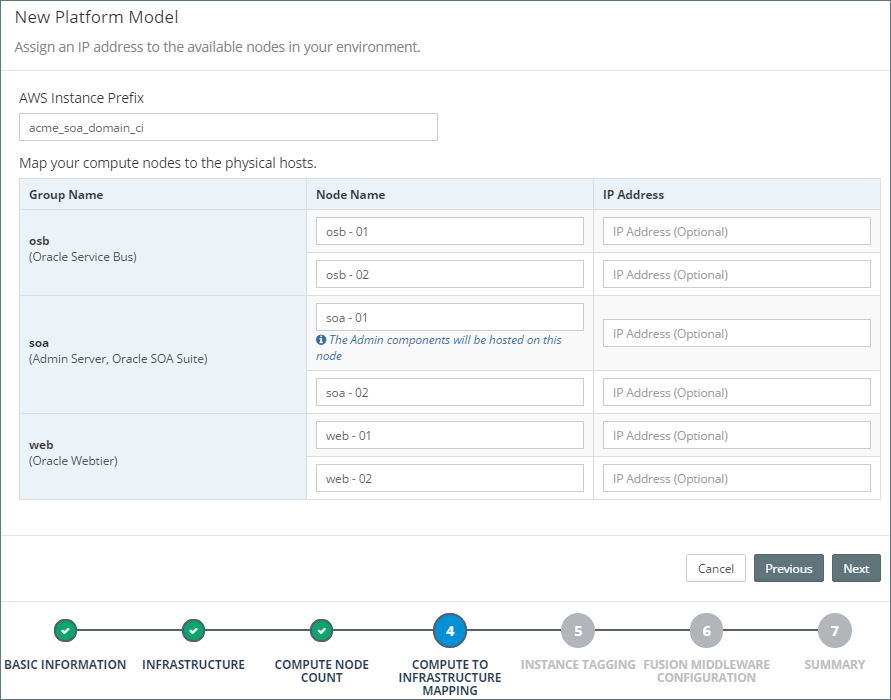 New Platform Model
Assign an IP address to the available nodes in your environment.
AWS Instance Prefix
acme_soa_domain_ci
Map your compute nodes to the physical hosts.
Group Name
Node Name
IP Address
osb
(Oracle Service Bus)
osb - 01
IP Address (Optional)
osb - 02
IP Address (Optional)
soa
(Admin Server, Oracle SOA Suite)
soa - 01
The Admin components will be hosted on this
node
IP Address (Optional)
soa - 02
IP Address (Optional)
web
(Oracle Webtier)
web - 01
IP Address (Optional)
web - 02
IP Address (Optional)
Cancel
Previous
Next
4
5
6
7
BASIC INFORMATION
INFRASTRUCTURE
COMPUTE NODE
COUNT
COMPUTE TO
INFRASTRUCTURE
MAPPING
INSTANCE TAGGING
FUSION MIDDLEWARE
CONFIGURATION
SUMMARY